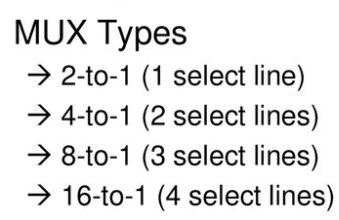 MUX Types
→ 2-to-1 (1 select line)
→ 4-to-1 (2 select lines)
→ 8-to-1 (3 select lines)
→ 16-to-1 (4 select lines)